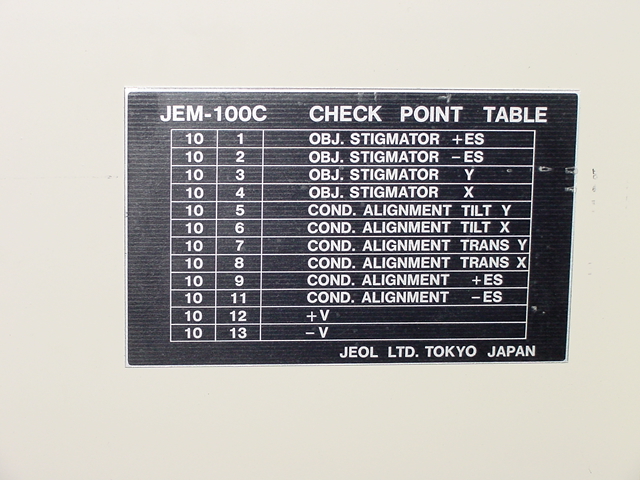 JEM-100C CHECK POINT TABLE
10 1 OBJ. STIGMATOR +ES
10 2 OBJ. STIGMATOR -ES
10 3 OBJ. STIGMATOR Y
10 4 OBJ. STIGMATOR X
10 5 COND. ALIGNMENT TILT Y
10 6 COND. ALIGNMENT TILT X
10 7 COND. ALIGNMENT TRANS Y
10 8 COND. ALIGNMENT TRANS X
10 9 COND. ALIGNMENT +ES
10 11 COND. ALIGNMENT -ES
10 12 +V
10 13 -V
JEOL LTD. TOKYO JAPAN